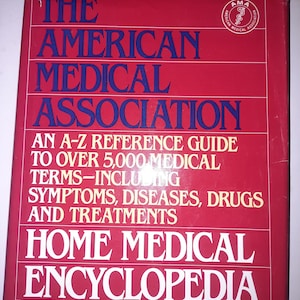 THE
AMERICAN
MEDICAL
ASSOCIATION
AMA
AN A-Z REFERENCE GUIDE
TO OVER 5,000 MEDICAL
TERMS—INCLUDING
SYMPTOMS, DISEASES, DRUGS
AND TREATMENTS
HOME MEDICAL
ENCYCLOPEDIA